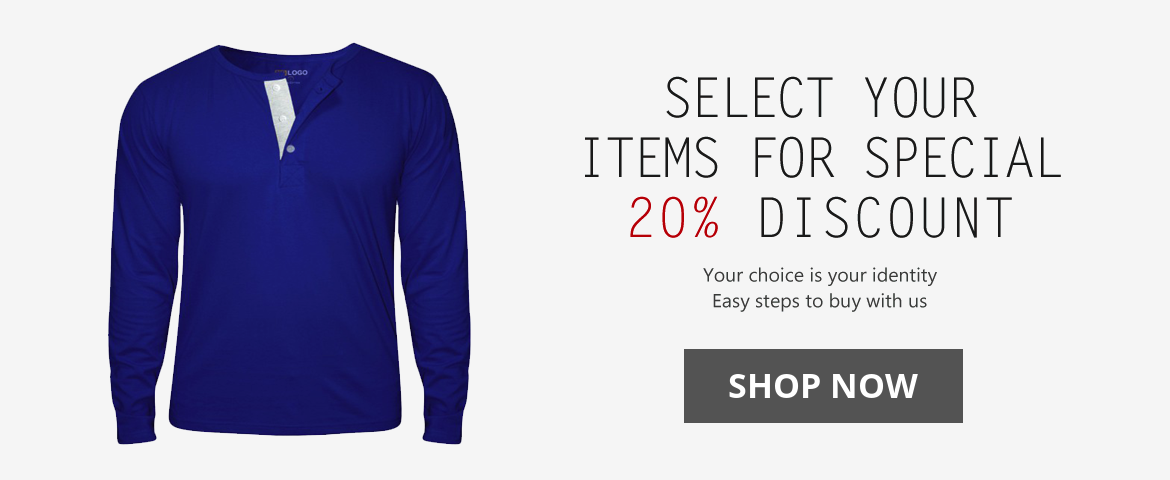 LOGO
SELECT YOUR
ITEMS FOR SPECIAL
20% DISCOUNT
Your choice is your identity
Easy steps to buy with us
SHOP NOW